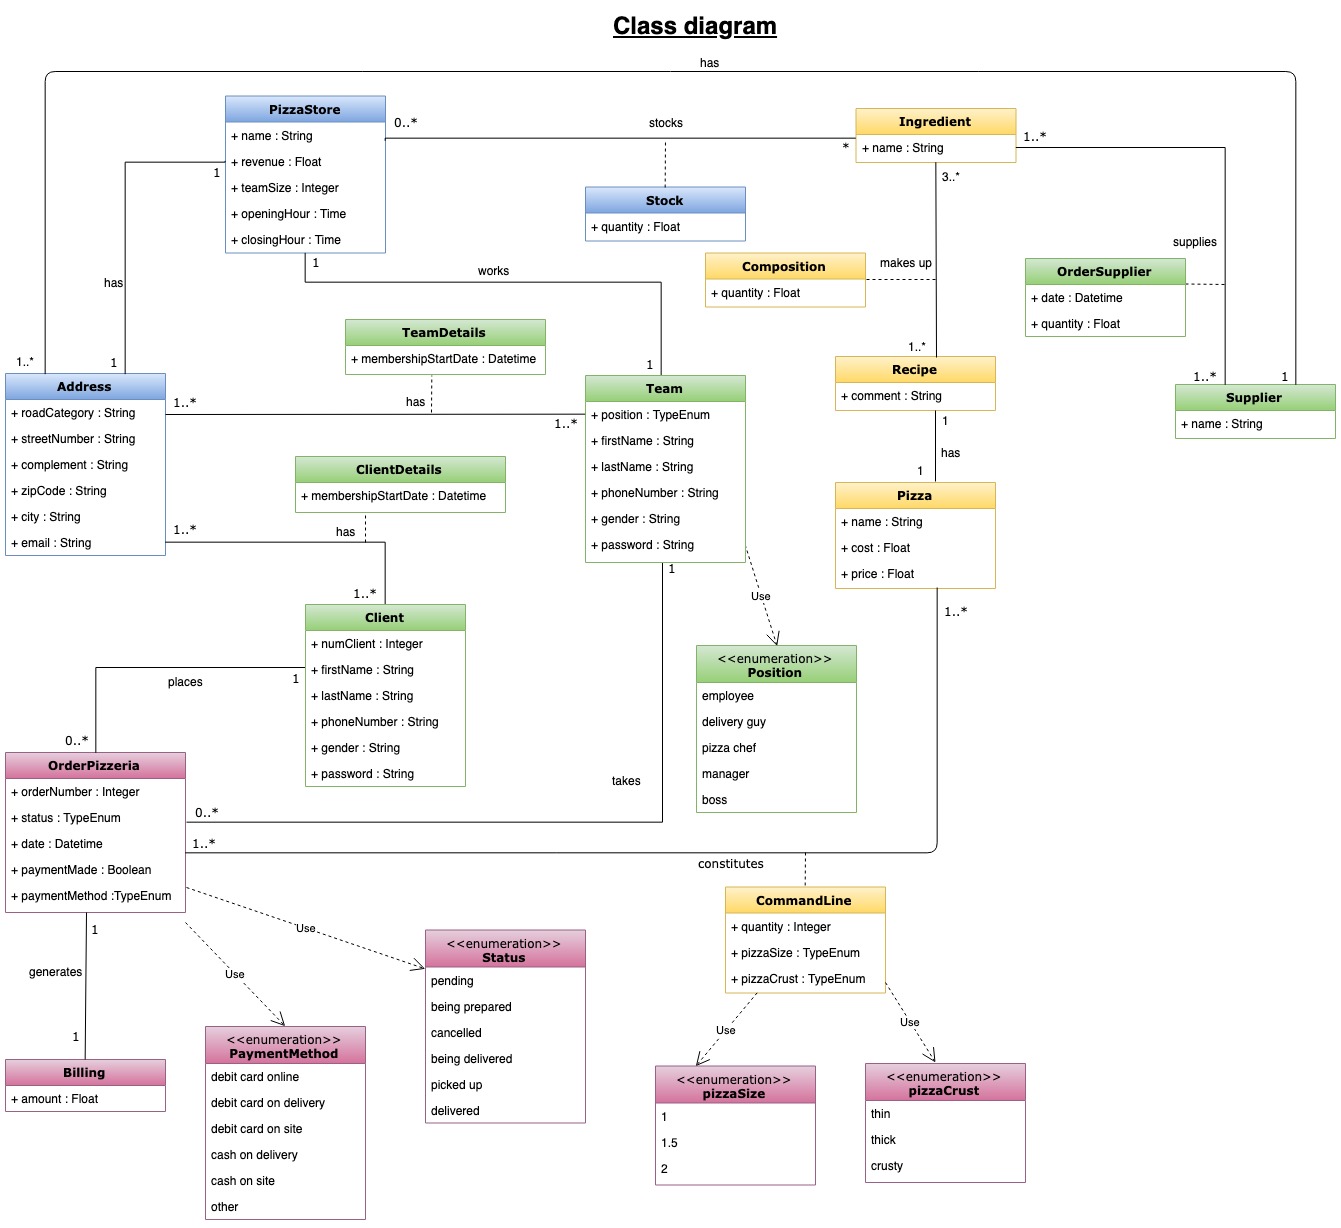 Class diagram
has
PizzaStore
+ name : String
+ revenue : Float
+ teamSize : Integer
+ openingHour : Time
+ closingHour : Time
0..*
stocks
*
Ingredient
+ name : String
1..*
3..*
Stock
+ quantity : Float
1
has
1
1
works
1
Composition
+ quantity : Float
makes up
supplies
OrderSupplier
+ date : Datetime
+ quantity : Float
1..*
TeamDetails
+ membershipStartDate : Datetime
1..*
Recipe
+ comment : String
1..*
1
Supplier
+ name : String
Address
+ roadCategory : String
+ streetNumber : String
+ complement : String
+ zipCode : String
+ city : String
+ email : String
1..*
has
1..*
Team
+ position : TypeEnum
+ firstName : String
+ lastName : String
+ phoneNumber : String
+ gender : String
+ password : String
1
has
1
Pizza
+ name : String
+ cost : Float
+ price : Float
ClientDetails
+ membershipStartDate : Datetime
1..*
has
1..*
Client
+ numClient : Integer
+ firstName : String
+ lastName : String
+ phoneNumber : String
+ gender : String
+ password : String
1
Use
1..*
<<enumeration>>
Position
employee
delivery guy
pizza chef
manager
boss
places
1
0..*
OrderPizzeria
+ orderNumber : Integer
+ status : TypeEnum
+ date : Datetime
+ paymentMade : Boolean
+ paymentMethod :TypeEnum
takes
0..*
1..*
constitutes
CommandLine
+ quantity : Integer
+ pizzaSize : TypeEnum
+ pizzaCrust : TypeEnum
1
generates
1
Billing
+ amount : Float
Use
Use
<<enumeration>>
Status
pending
being prepared
cancelled
being delivered
picked up
delivered
<<enumeration>>
PaymentMethod
debit card online
debit card on delivery
debit card on site
cash on delivery
cash on site
other
Use
Use
<<enumeration>>
pizzaSize
1
1.5
2
<<enumeration>>
pizzaCrust
thin
thick
crusty